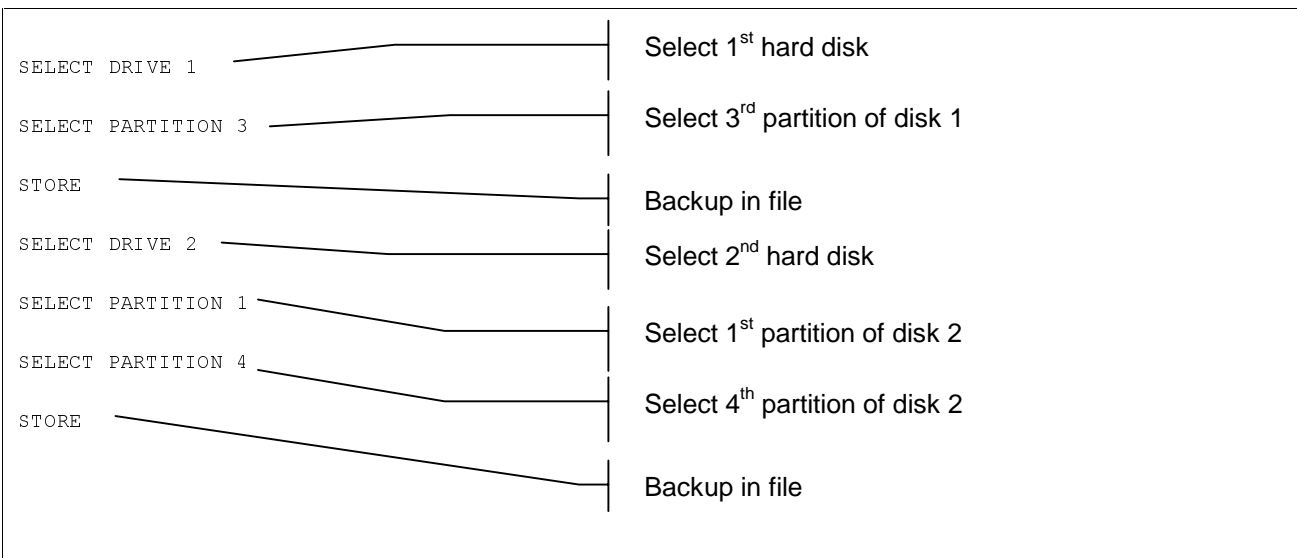 SELECT DRIVE 1
Select 1st hard disk
SELECT PARTITION 3
Select 3rd partition of disk 1
STORE
Backup in file
SELECT DRIVE 2
Select 2nd hard disk
SELECT PARTITION 1
Select 1st partition of disk 2
SELECT PARTITION 4
Select 4th partition of disk 2
STORE
Backup in file